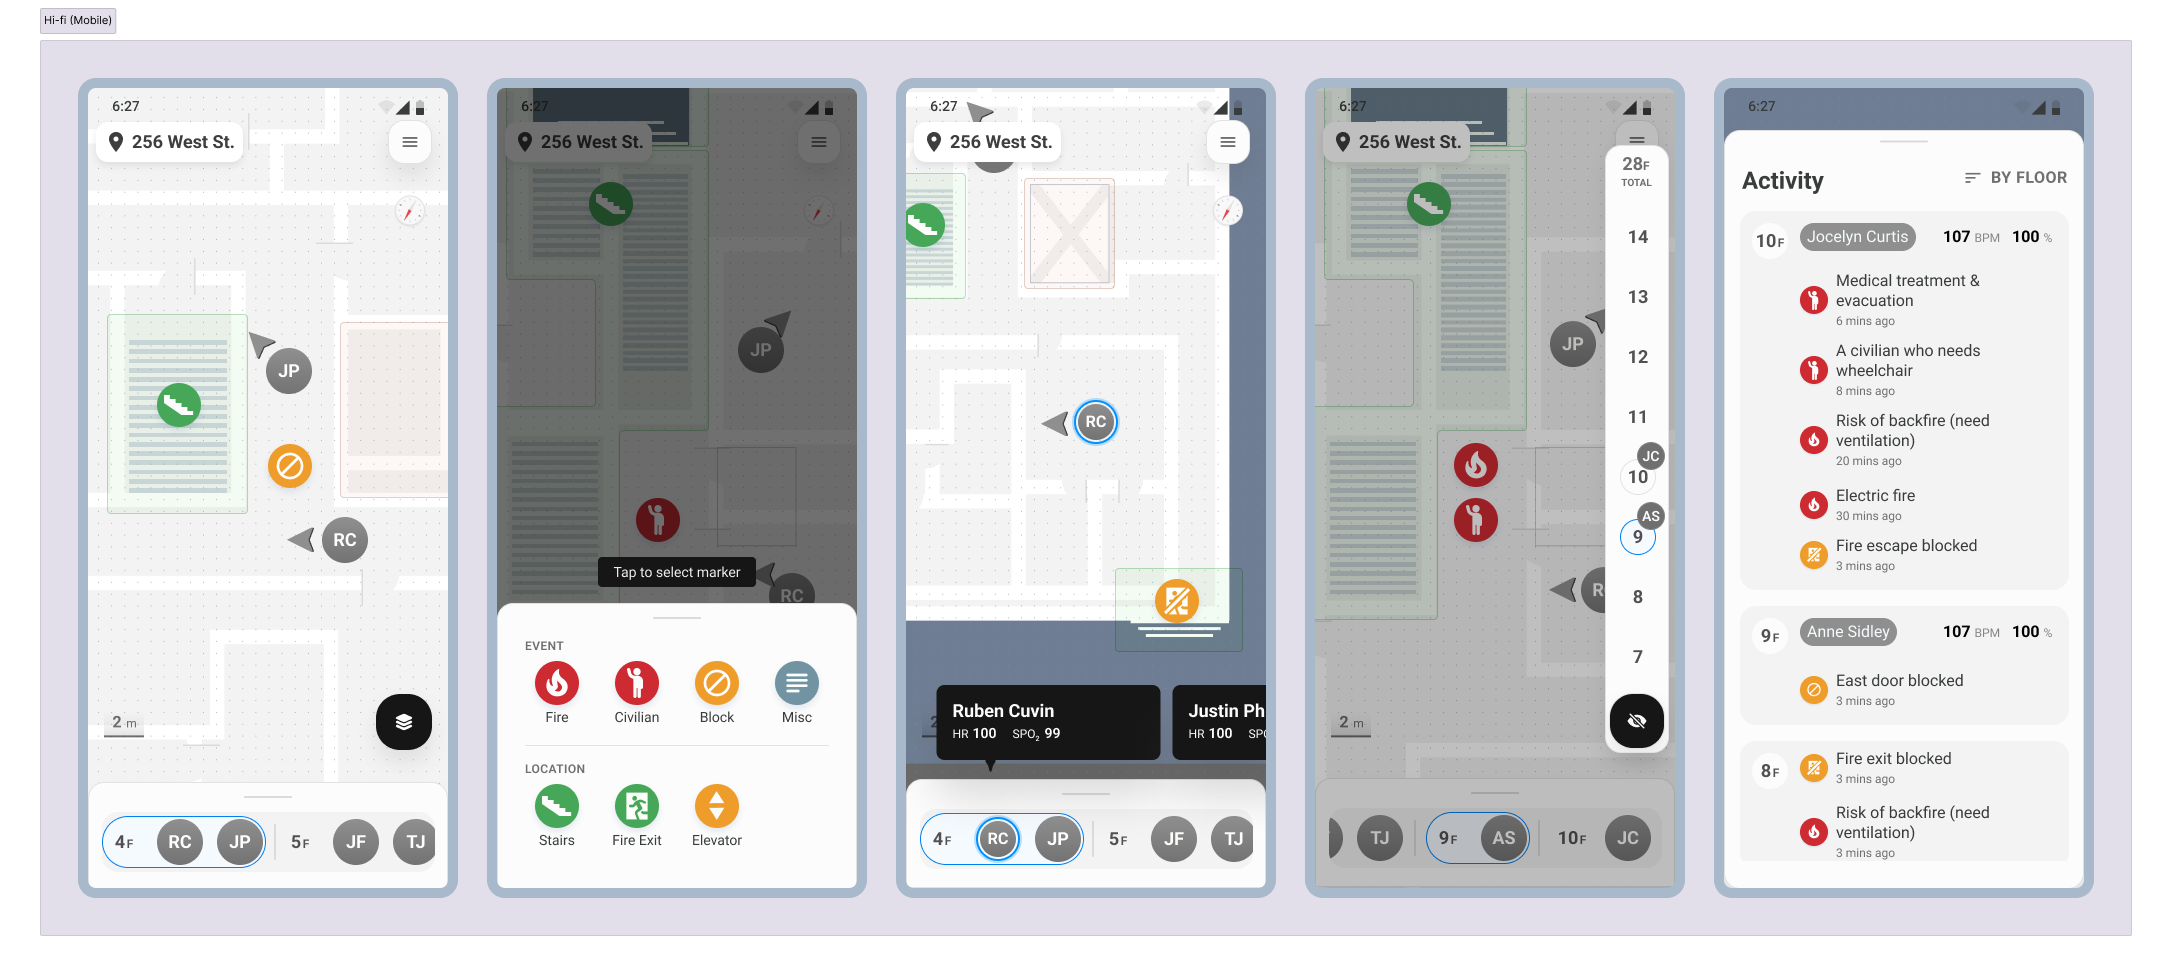 Hi-fi (Mobile)
6:27
256 West St.
JP
RC
2 m
4F RC JP 5F JF TJ
6:27
256 West St.
JP
Tap to select marker
RC
EVENT
Fire Civilian Block Misc
LOCATION
Stairs Fire Exit Elevator
6:27
256 West St.
RC
Ruben Cuvin
HR 100 SPO2 99
Justin Ph
HR 100 SPO
2
4F RC JP 5F JF TJ
6:27
256 West St.
28F
TOTAL
14
13
JP
12
11
JC
10
AS
9
R
8
7
2 m
TJ 9F AS 10F JC
6:27
Activity
BY FLOOR
10F Jocelyn Curtis 107 BPM 100 %
Medical treatment &
evacuation
6 mins ago
A civilian who needs
wheelchair
8 mins ago
Risk of backfire (need
ventilation)
20 mins ago
Electric fire
30 mins ago
Fire escape blocked
3 mins ago
9F Anne Sidley 107 BPM 100 %
East door blocked
3 mins ago
8F Fire exit blocked
3 mins ago
Risk of backfire (need
ventilation)
3 mins ago